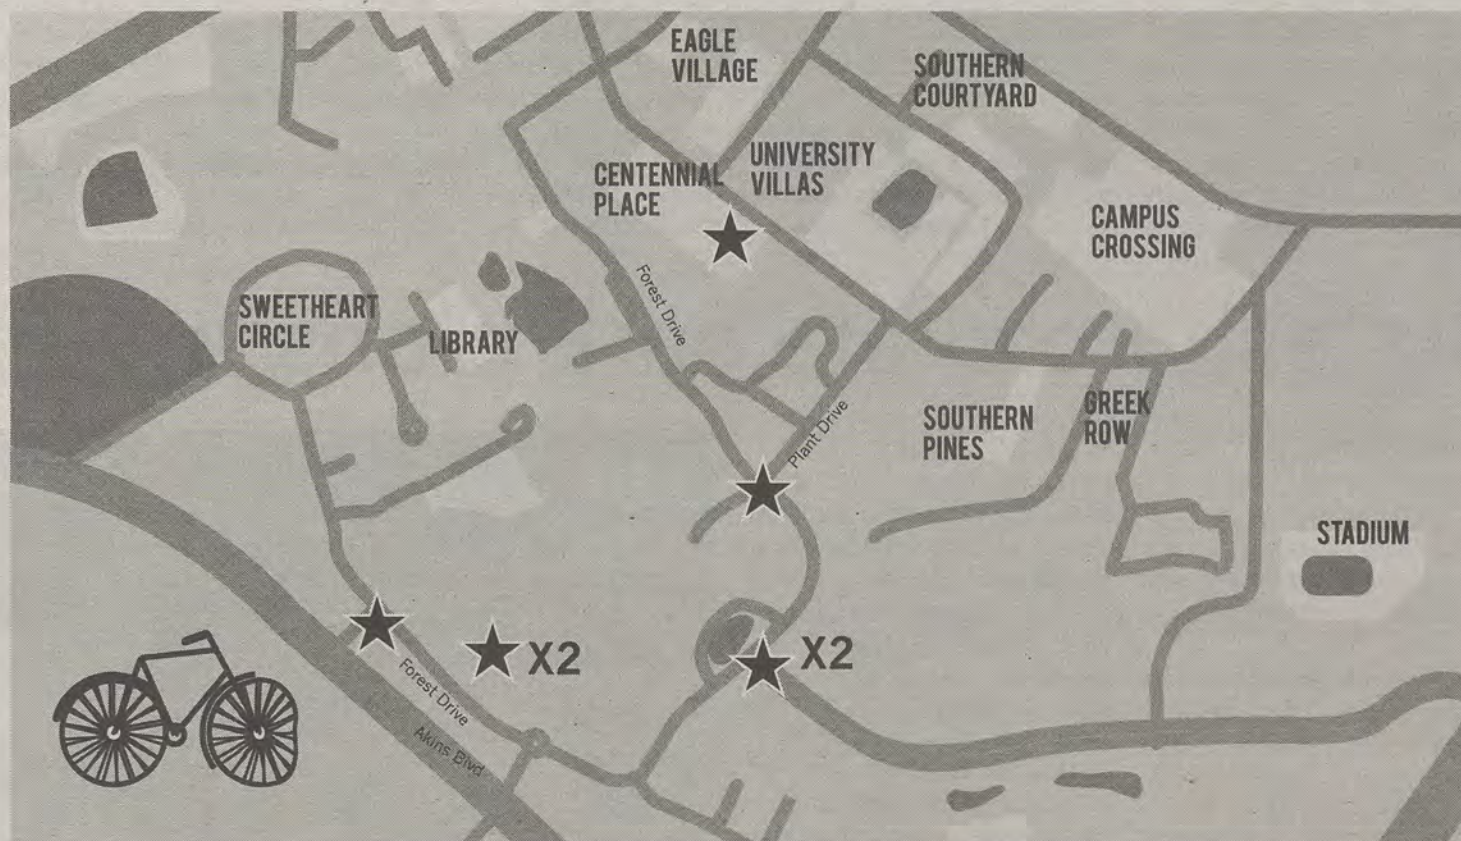 EAGLE
VILLAGE
SOUTHERN
COURTYARD
UNIVERSITY
VILLAS
CENTENNIAL
PLACE
CAMPUS
CROSSING
SWEETHEART
CIRCLE
LIBRARY
Forest Drive
SOUTHERN
PINES
GREEK
ROW
Plant Drive
STADIUM
X2
X2
Forest Drive
Akins Blvd